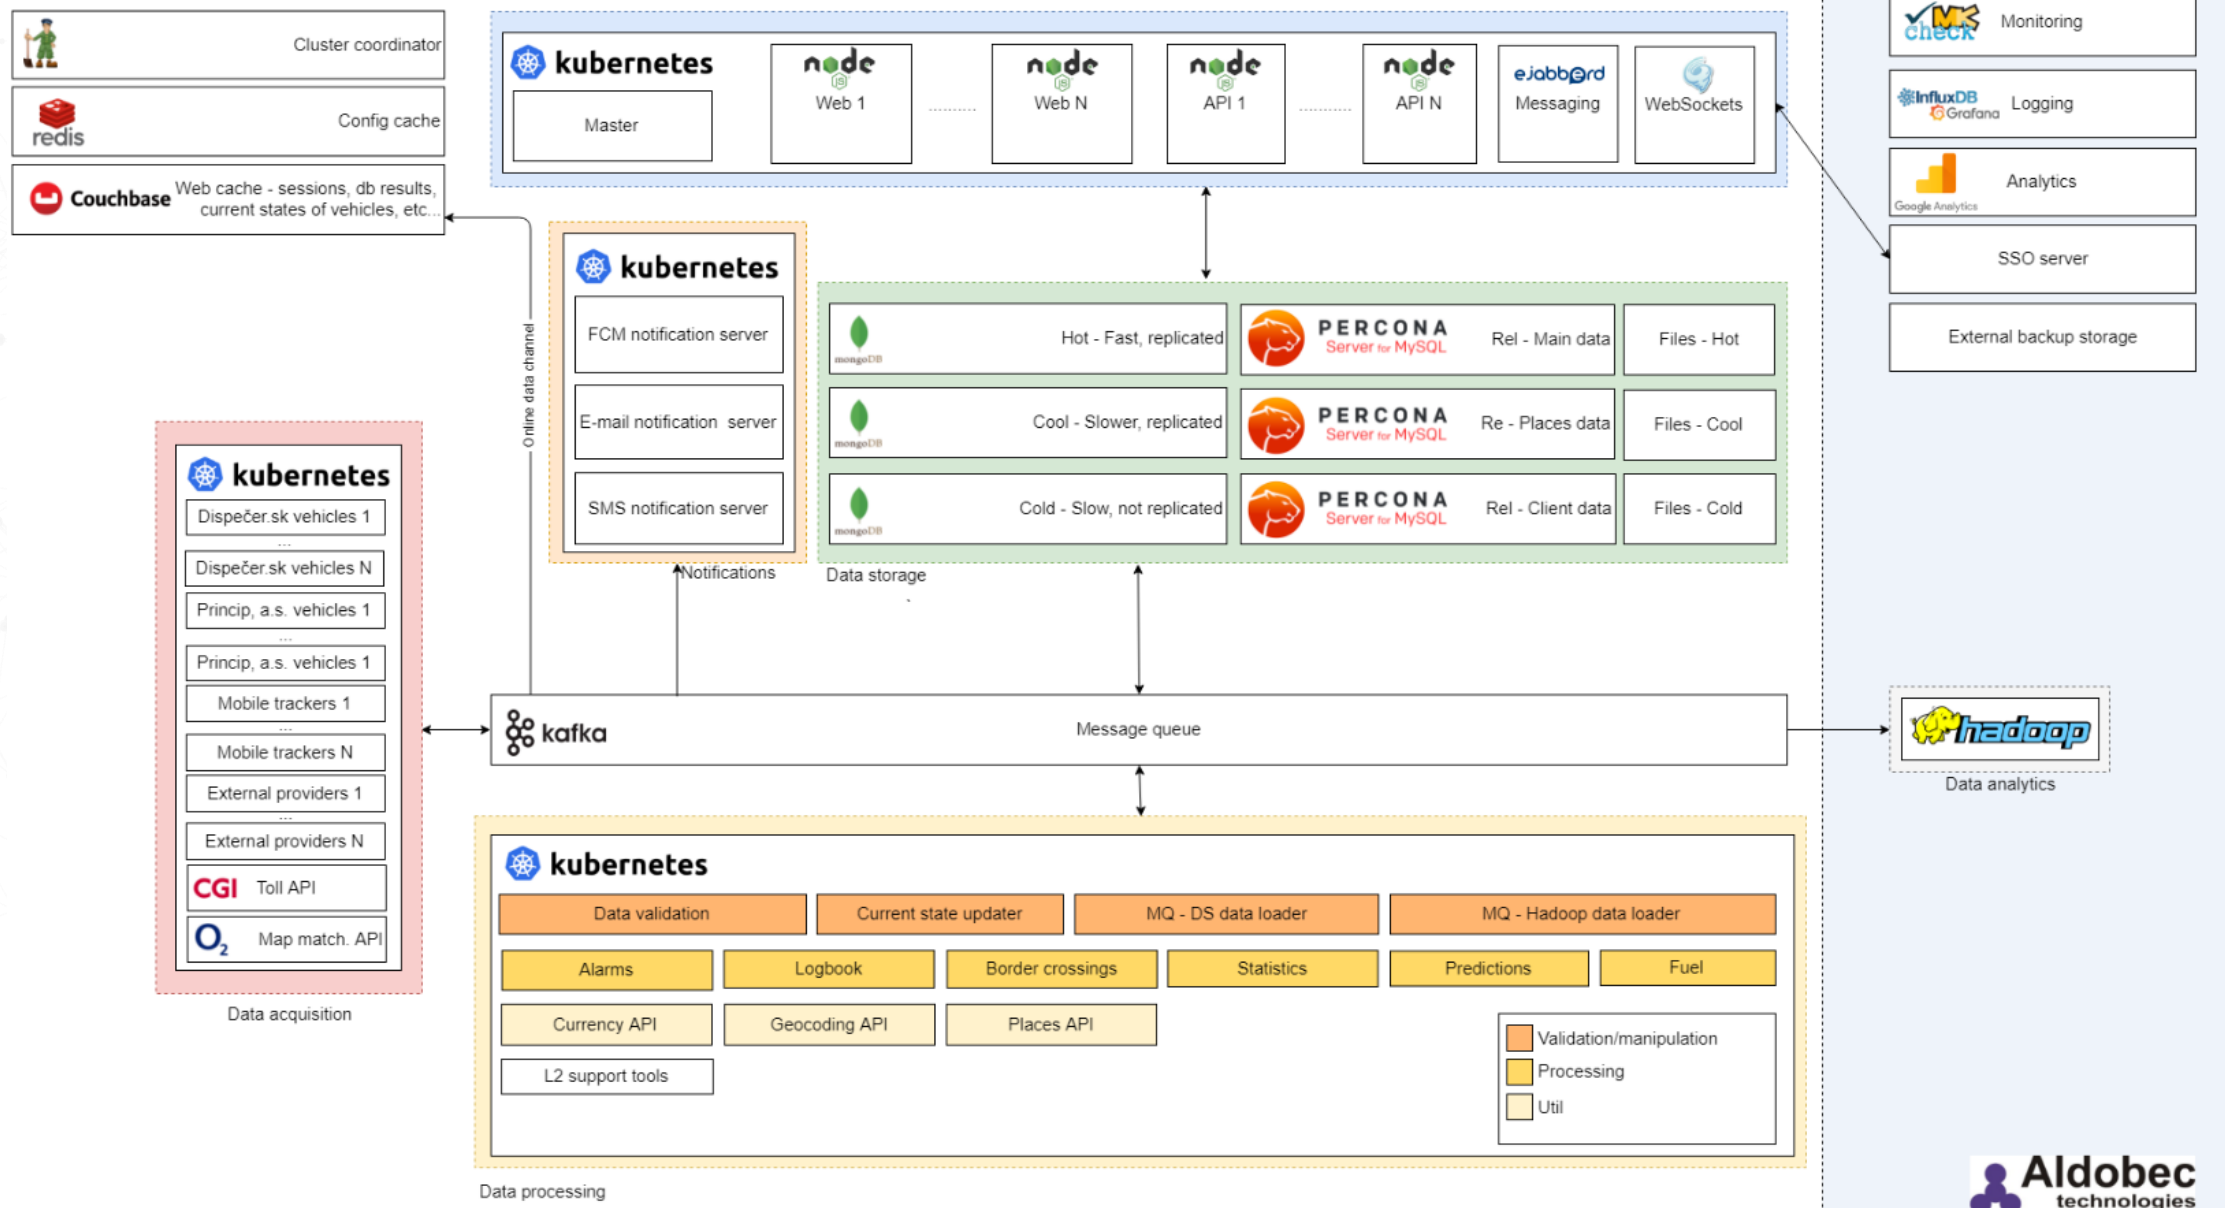 Cluster coordinator
redis
Config cache
Couchbase
Web cache - sessions, db results,
current states of vehicles, etc...
kubernetes
Master
node
JS
Web 1
..........
node
JS
Web N
node
JS
API 1
...........
node
JS
API N
ejabberd
Messaging
WebSockets
MK
check
Monitoring
InfluxDB
Grafana
Logging
Google Analytics
Analytics
SSO server
External backup storage
Online data channel
kubernetes
FCM notification server
E-mail notification server
SMS notification server
Notifications
mongoDB
Hot - Fast, replicated
PERCONA
Server for MySQL
Rel - Main data
Files - Hot
mongoDB
Cool - Slower, replicated
PERCONA
Server for MySQL
Re - Places data
Files - Cool
mongoDB
Cold - Slow, not replicated
PERCONA
Server for MySQL
Rel - Client data
Files - Cold
Data storage
kubernetes
Dispečer.sk vehicles 1
...
Dispečer.sk vehicles N
Princip, a.s. vehicles 1
...
Princip, a.s. vehicles 1
Mobile trackers 1
...
Mobile trackers N
External providers 1
...
External providers N
CGI
Toll API
O2
Map match. API
Data acquisition
kafka
Message queue
hadoop
Data analytics
kubernetes
Data validation
Current state updater
MQ - DS data loader
MQ - Hadoop data loader
Alarms
Logbook
Border crossings
Statistics
Predictions
Fuel
Currency API
Geocoding API
Places API
L2 support tools
Validation/manipulation
Processing
Util
Data processing
Aldobec
technologies